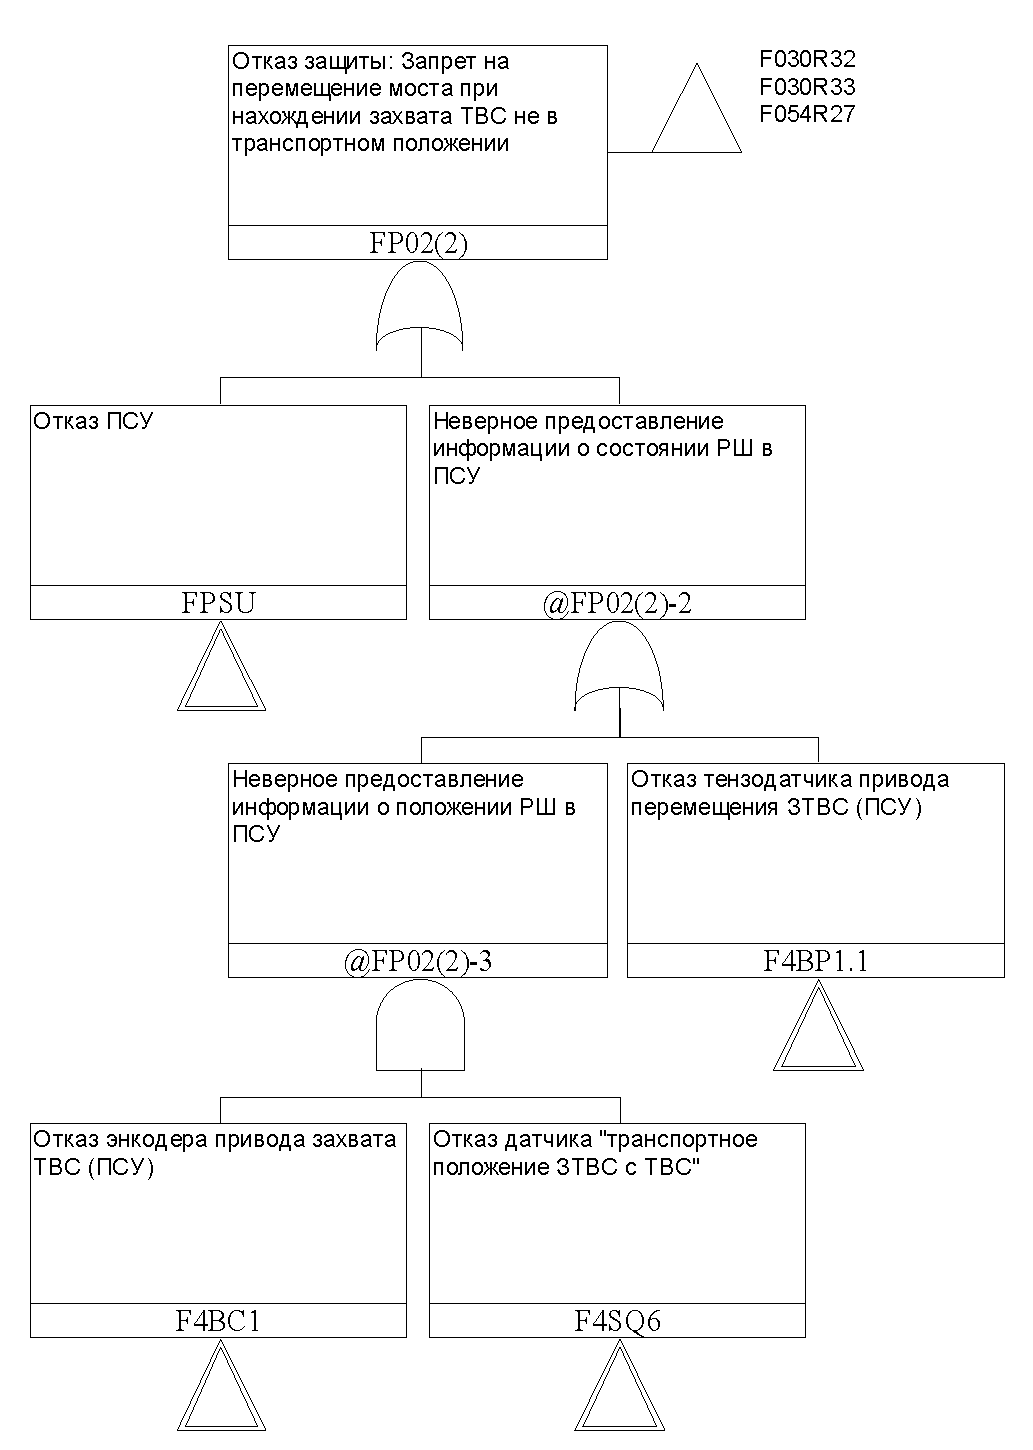 Отказ защиты: Запрет на
перемещение моста при
нахождении захвата ТВС не в
транспортном положении
FP02(2)
F030R32
F030R33
F054R27
Отказ ПСУ
FPSU
Неверное предоставление
информации о состоянии РШ в
ПСУ
@FP02(2)-2
Неверное предоставление
информации о положении РШ в
ПСУ
@FP02(2)-3
Отказ тензодатчика привода
перемещения ЗТВС (ПСУ)
F4BP1.1
Отказ энкодера привода захвата
ТВС (ПСУ)
F4BC1
Отказ датчика "транспортное
положение ЗТВС с ТВС"
F4SQ6